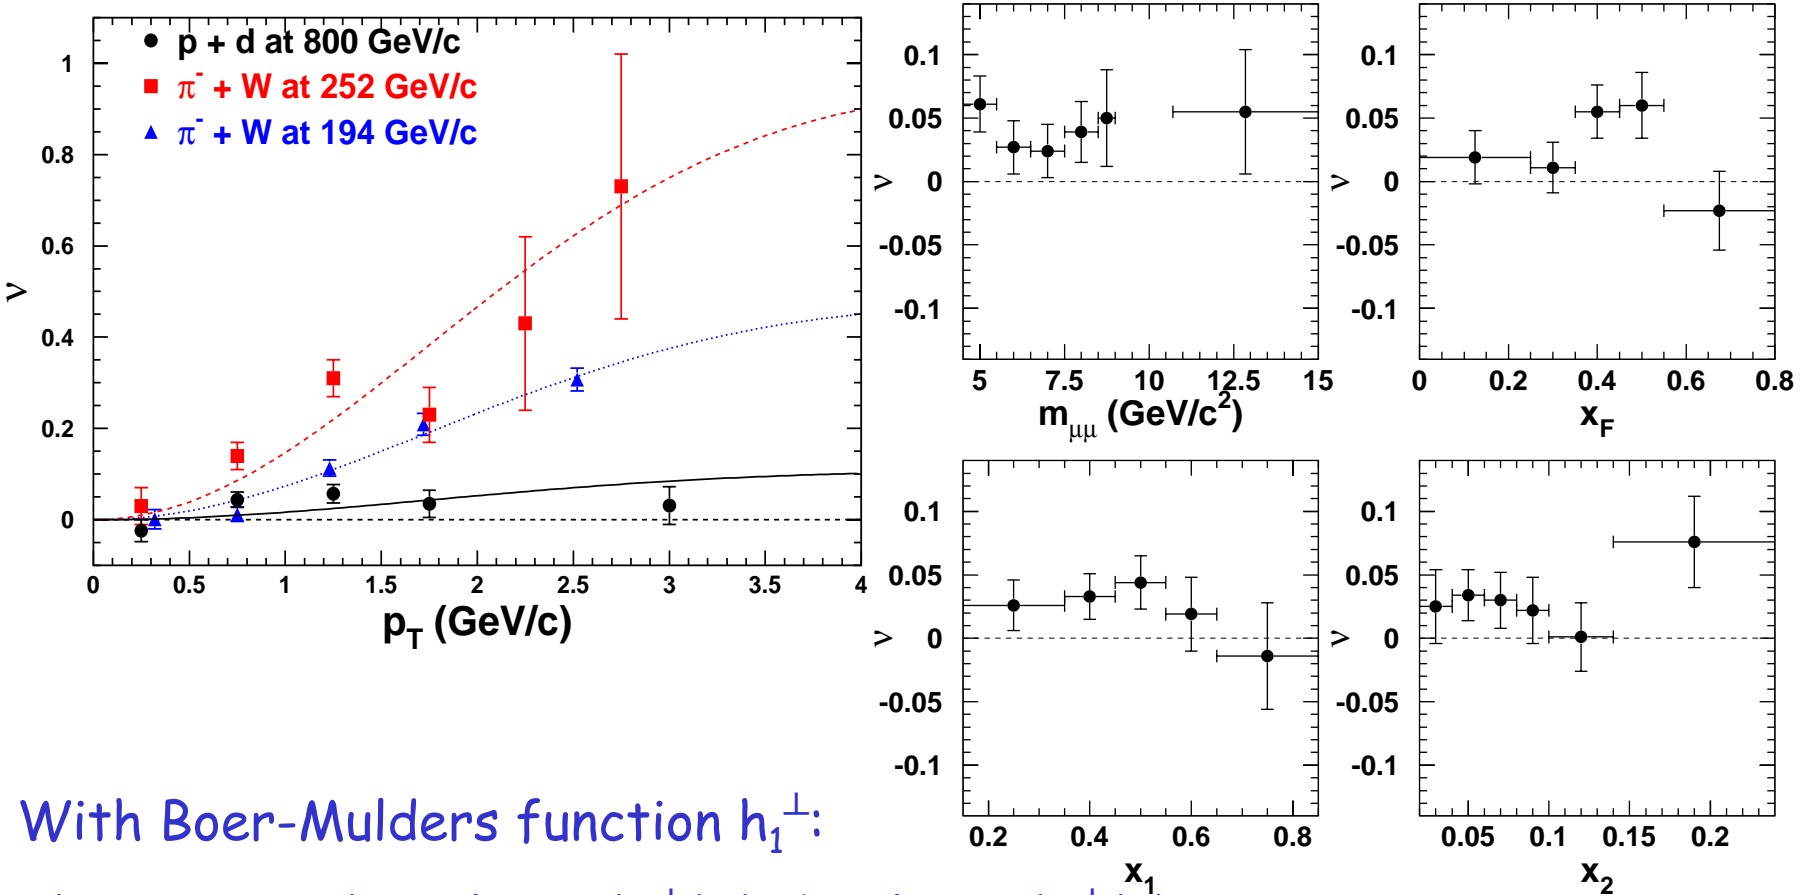 p + d at 800 GeV/c
π⁻ + W at 252 GeV/c
π⁻ + W at 194 GeV/c
1
0.8
0.6
0.4
0.2
0
ν
0 0.5 1 1.5 2 2.5 3 3.5 4
p_T (GeV/c)
0.1
0.05
0
-0.05
-0.1
ν
5 7.5 10 12.5 15
m_μμ (GeV/c²)
0.1
0.05
0
-0.05
-0.1
ν
0 0.2 0.4 0.6 0.8
x_F
0.1
0.05
0
-0.05
-0.1
ν
0.2 0.4 0.6 0.8
x₁
0.1
0.05
0
-0.05
-0.1
ν
0.05 0.1 0.15 0.2
x₂
With Boer-Mulders function h₁⊥: